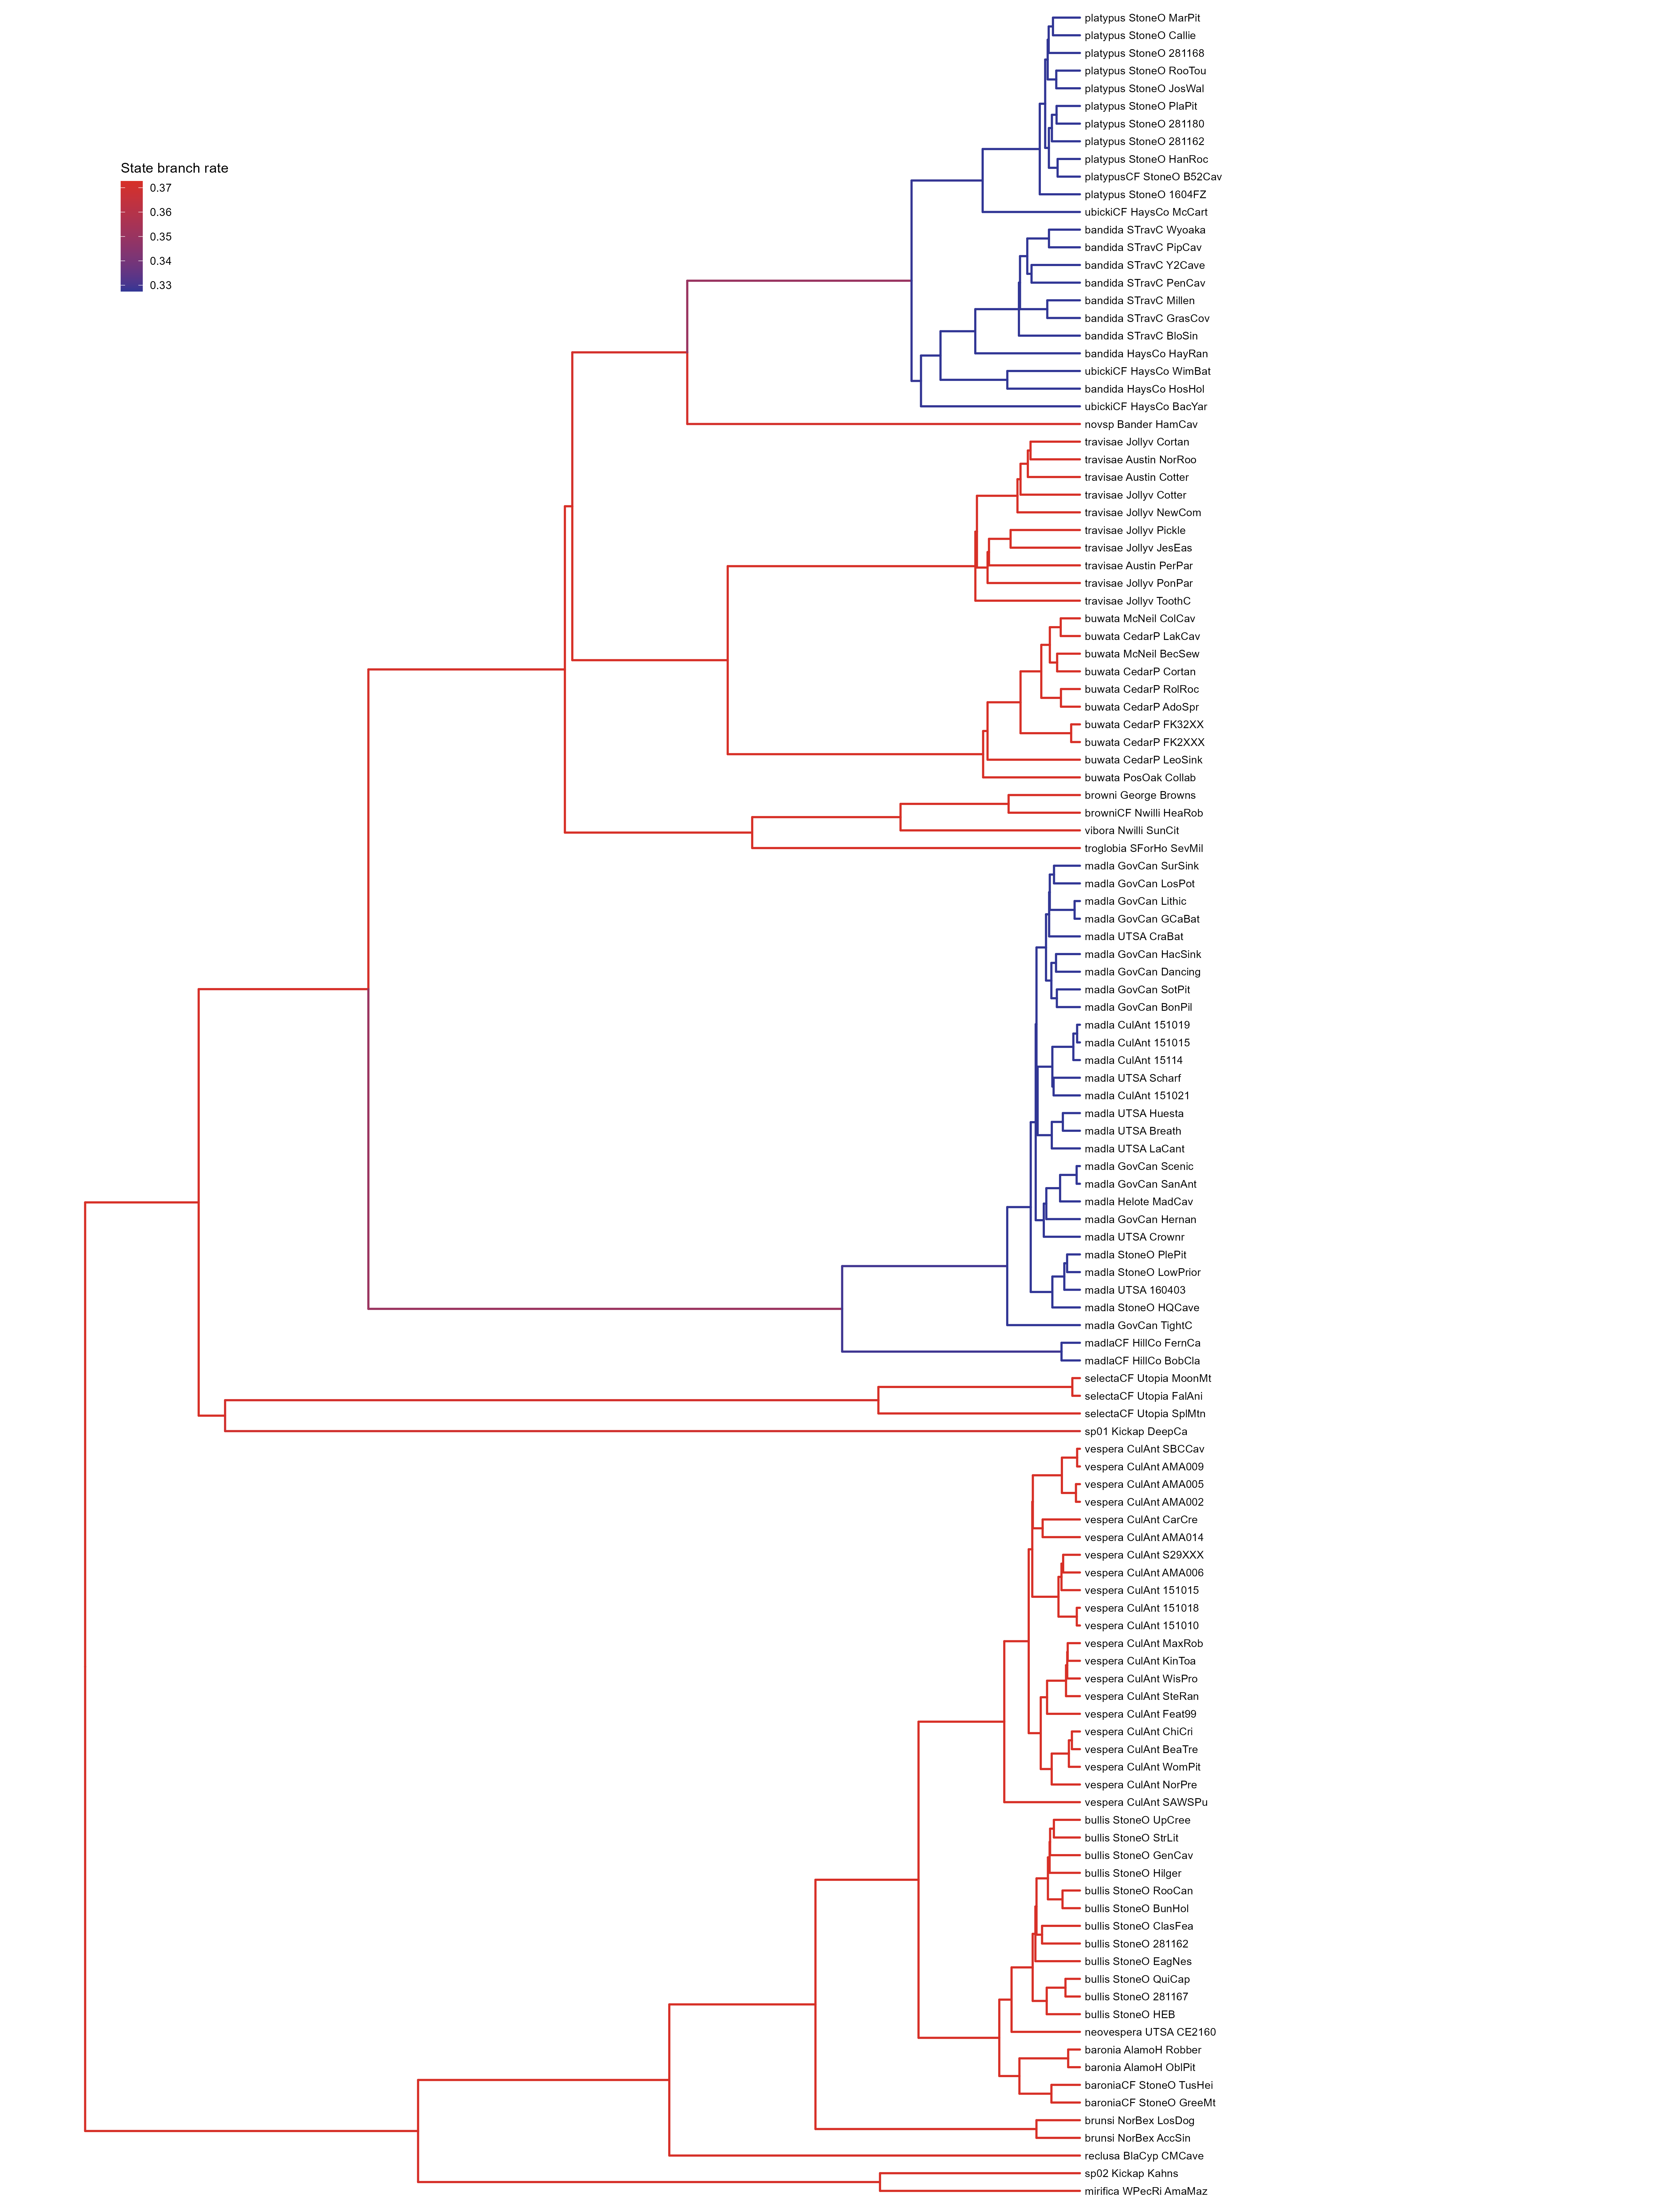 platypus StoneO MarPit
platypus StoneO Callie
platypus StoneO 281168
platypus StoneO RooTou
platypus StoneO JosWal
platypus StoneO PlaPit
platypus StoneO 281180
platypus StoneO 281162
platypus StoneO HanRoc
State branch rate
platypusCF StoneO B52Cav
0.37
platypus StoneO 1604FZ
0.36
ubickiCF HaysCo McCart
bandida STravC Wyoaka
0.35
bandida STravC PipCav
0.34
bandida STravC Y2Cave
bandida STravC PenCav
0.33
bandida STravC Millen
bandida STravC GrasCov
bandida STravC BloSin
bandida HaysCo HayRan
ubickiCF HaysCo WimBat
bandida HaysCo HosHol
ubickiCF HaysCo BacYar
novsp Bander HamCav
travisae Jollyv Cortan
travisae Austin NorRoo
travisae Austin Cotter
travisae Jollyv Cotter
travisae Jollyv NewCom
travisae Jollyv Pickle
travisae Jollyv JesEas
travisae Austin PerPar
travisae Jollyv PonPar
travisae Jollyv ToothC
buwata McNeil ColCav
buwata CedarP LakCav
buwata McNeil BecSew
buwata CedarP Cortan
buwata CedarP RolRoc
buwata CedarP AdoSpr
buwata CedarP FK32XX
buwata CedarP FK2XXX
buwata CedarP LeoSink
buwata PosOak Collab
browni George Browns
browniCF Nwilli HeaRob
vibora Nwilli SunCit
troglobia SForHo SevMil
madla GovCan SurSink
madla GovCan LosPot
madla GovCan Lithic
madla GovCan GCaBat
madla UTSA CraBat
madla GovCan HacSink
madla GovCan Dancing
madla GovCan SotPit
madla GovCan BonPil
madla CulAnt 151019
madla CulAnt 151015
madla CulAnt 15114
madla UTSA Scharf
madla CulAnt 151021
madla UTSA Huesta
madla UTSA Breath
madla UTSA LaCant
madla GovCan Scenic
madla GovCan SanAnt
madla Helote MadCav
madla GovCan Hernan
madla UTSA Crownr
madla StoneO PlePit
madla StoneO LowPrior
madla UTSA 160403
madla StoneO HQCave
madla GovCan TightC
madlaCF HillCo FernCa
madlaCF HillCo BobCla
selectaCF Utopia MoonMt
selectaCF Utopia FalAni
selectaCF Utopia SplMtn
sp01 Kickap DeepCa
vespera CulAnt SBCCav
vespera CulAnt AMA009
vespera CulAnt AMA005
vespera CulAnt AMA002
vespera CulAnt CarCre
vespera CulAnt AMA014
vespera CulAnt S29XXX
vespera CulAnt AMA006
vespera CulAnt 151015
vespera CulAnt 151018
vespera CulAnt 151010
vespera CulAnt MaxRob
vespera CulAnt KinToa
vespera CulAnt WisPro
vespera CulAnt SteRan
vespera CulAnt Feat99
vespera CulAnt ChiCri
vespera CulAnt BeaTre
vespera CulAnt WomPit
vespera CulAnt NorPre
vespera CulAnt SAWSPu
bullis StoneO UpCree
bullis StoneO StrLit
bullis StoneO GenCav
bullis StoneO Hilger
bullis StoneO RooCan
bullis StoneO BunHol
bullis StoneO ClasFea
bullis StoneO 281162
bullis StoneO EagNes
bullis StoneO QuiCap
bullis StoneO 281167
bullis StoneO HEB
neovespera UTSA CE2160
baronia AlamoH Robber
baronia AlamoH OblPit
baroniaCF StoneO TusHei
baroniaCF StoneO GreeMt
brunsi NorBex LosDog
brunsi NorBex AccSin
reclusa BlaCyp CMCave
sp02 Kickap Kahns
mirifica WPecRi AmaMaz